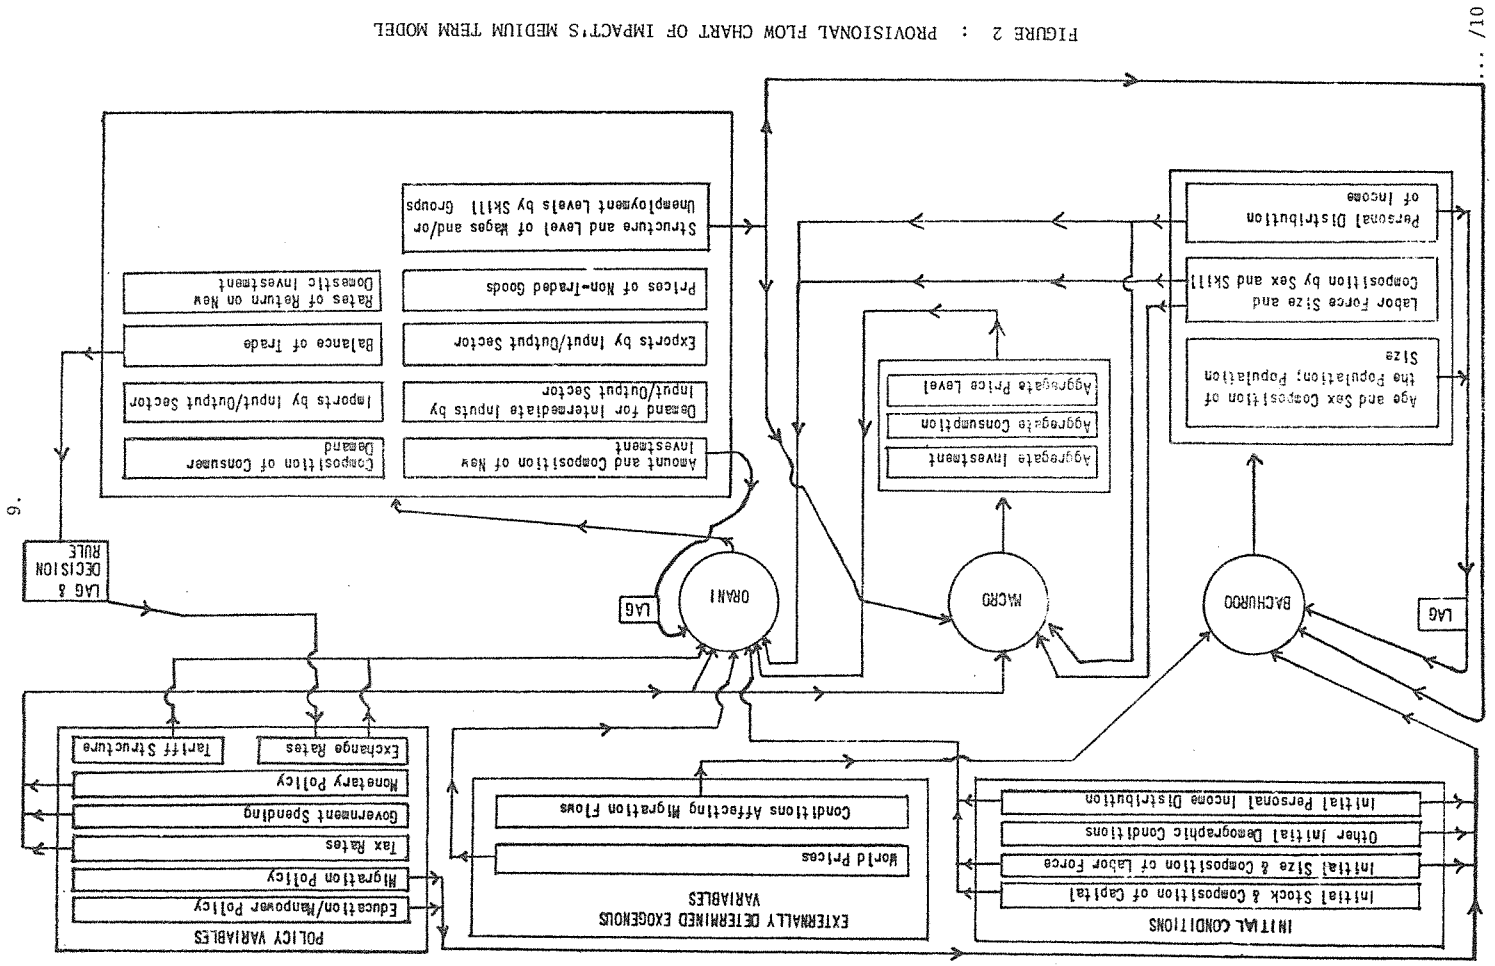 INITIAL CONDITIONS
Initial Stock & Composition of Capital
Initial Size & Composition of Labor Force
Other Initial Demographic Conditions
Initial Personal Income Distribution
EXTERNALLY DETERMINED EXOGENOUS
VARIABLES
World Prices
Conditions Affecting Migration Flows
POLICY VARIABLES
Education/Manpower Policy
Migration Policy
Tax Rates
Government Spending
Monetary Policy
Exchange Rates
Tariff Structure
LAG
BACHUROO
MACRO
ORANI
LAG
LAG &
DECISION
RULE
9.
Age and Sex Composition of
the Population; Population
Size
Labor Force Size and
Composition by Sex and Skill
Personal Distribution
of Income
Aggregate Investment
Aggregate Consumption
Aggregate Price Level
Amount and Composition of New
Investment
Demand for Intermediate Inputs by
Input/Output Sector
Exports by Input/Output Sector
Prices of Non-Traded Goods
Structure and Level of Wages and/or
Unemployment Levels by Skill Groups
Composition of Consumer
Demand
Imports by Input/Output Sector
Balance of Trade
Rates of Return on New
Domestic Investment
FIGURE 2 : PROVISIONAL FLOW CHART OF IMPACT'S MEDIUM TERM MODEL
... /10